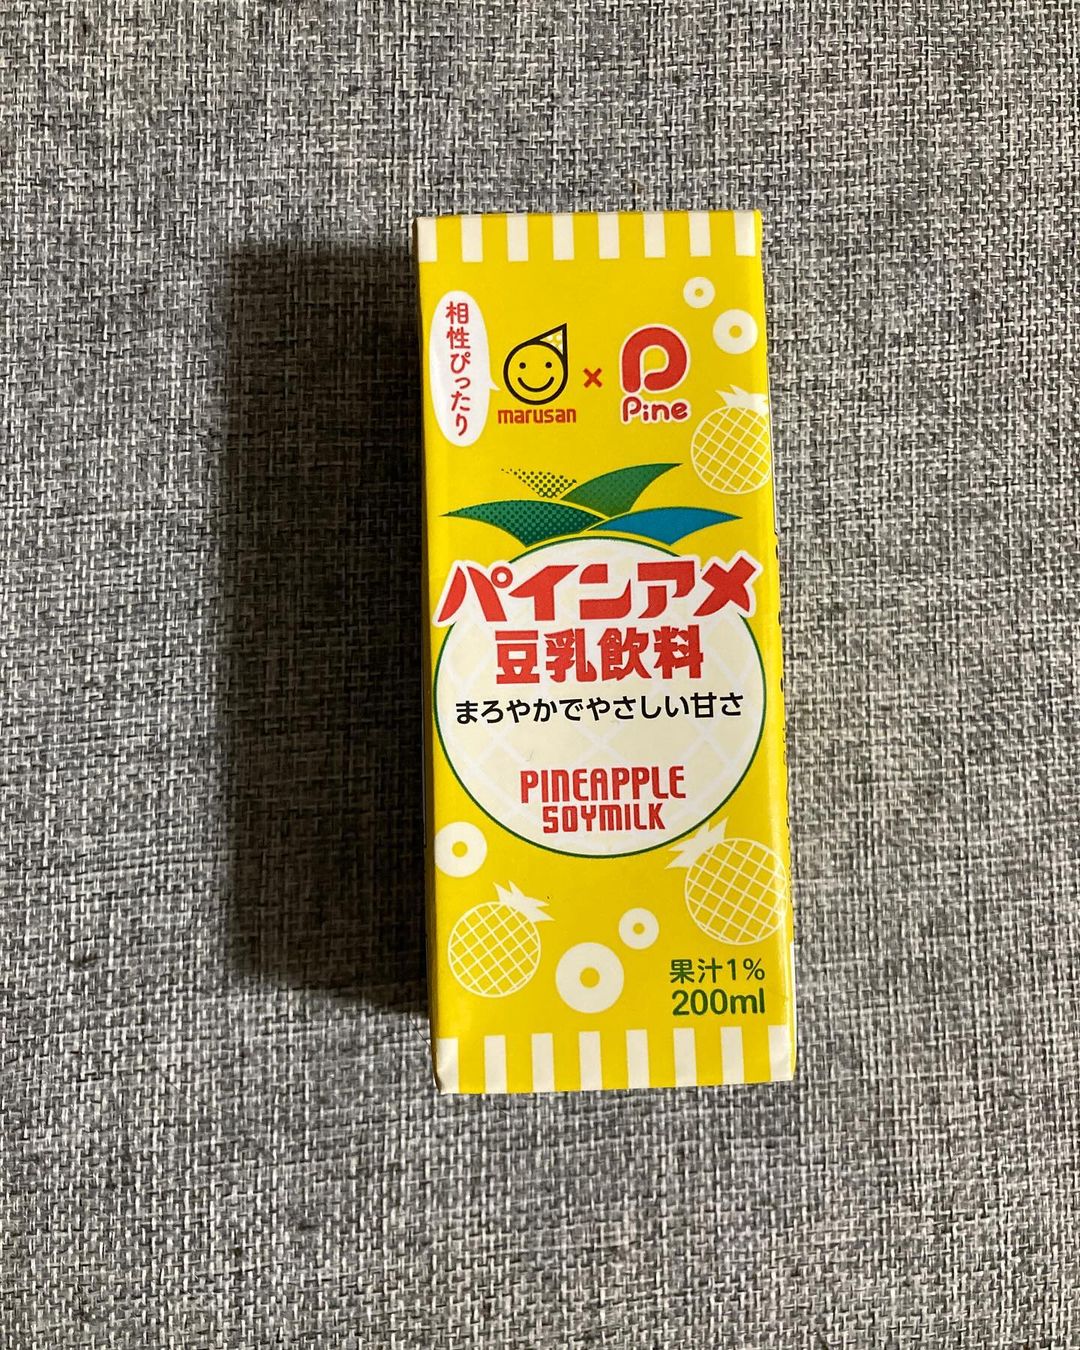 相性ぴったり
marusan
×
Pine
パインアメ
豆乳飲料
まろやかでやさしい甘さ
PINEAPPLE
SOYMILK
果汁1%
200ml